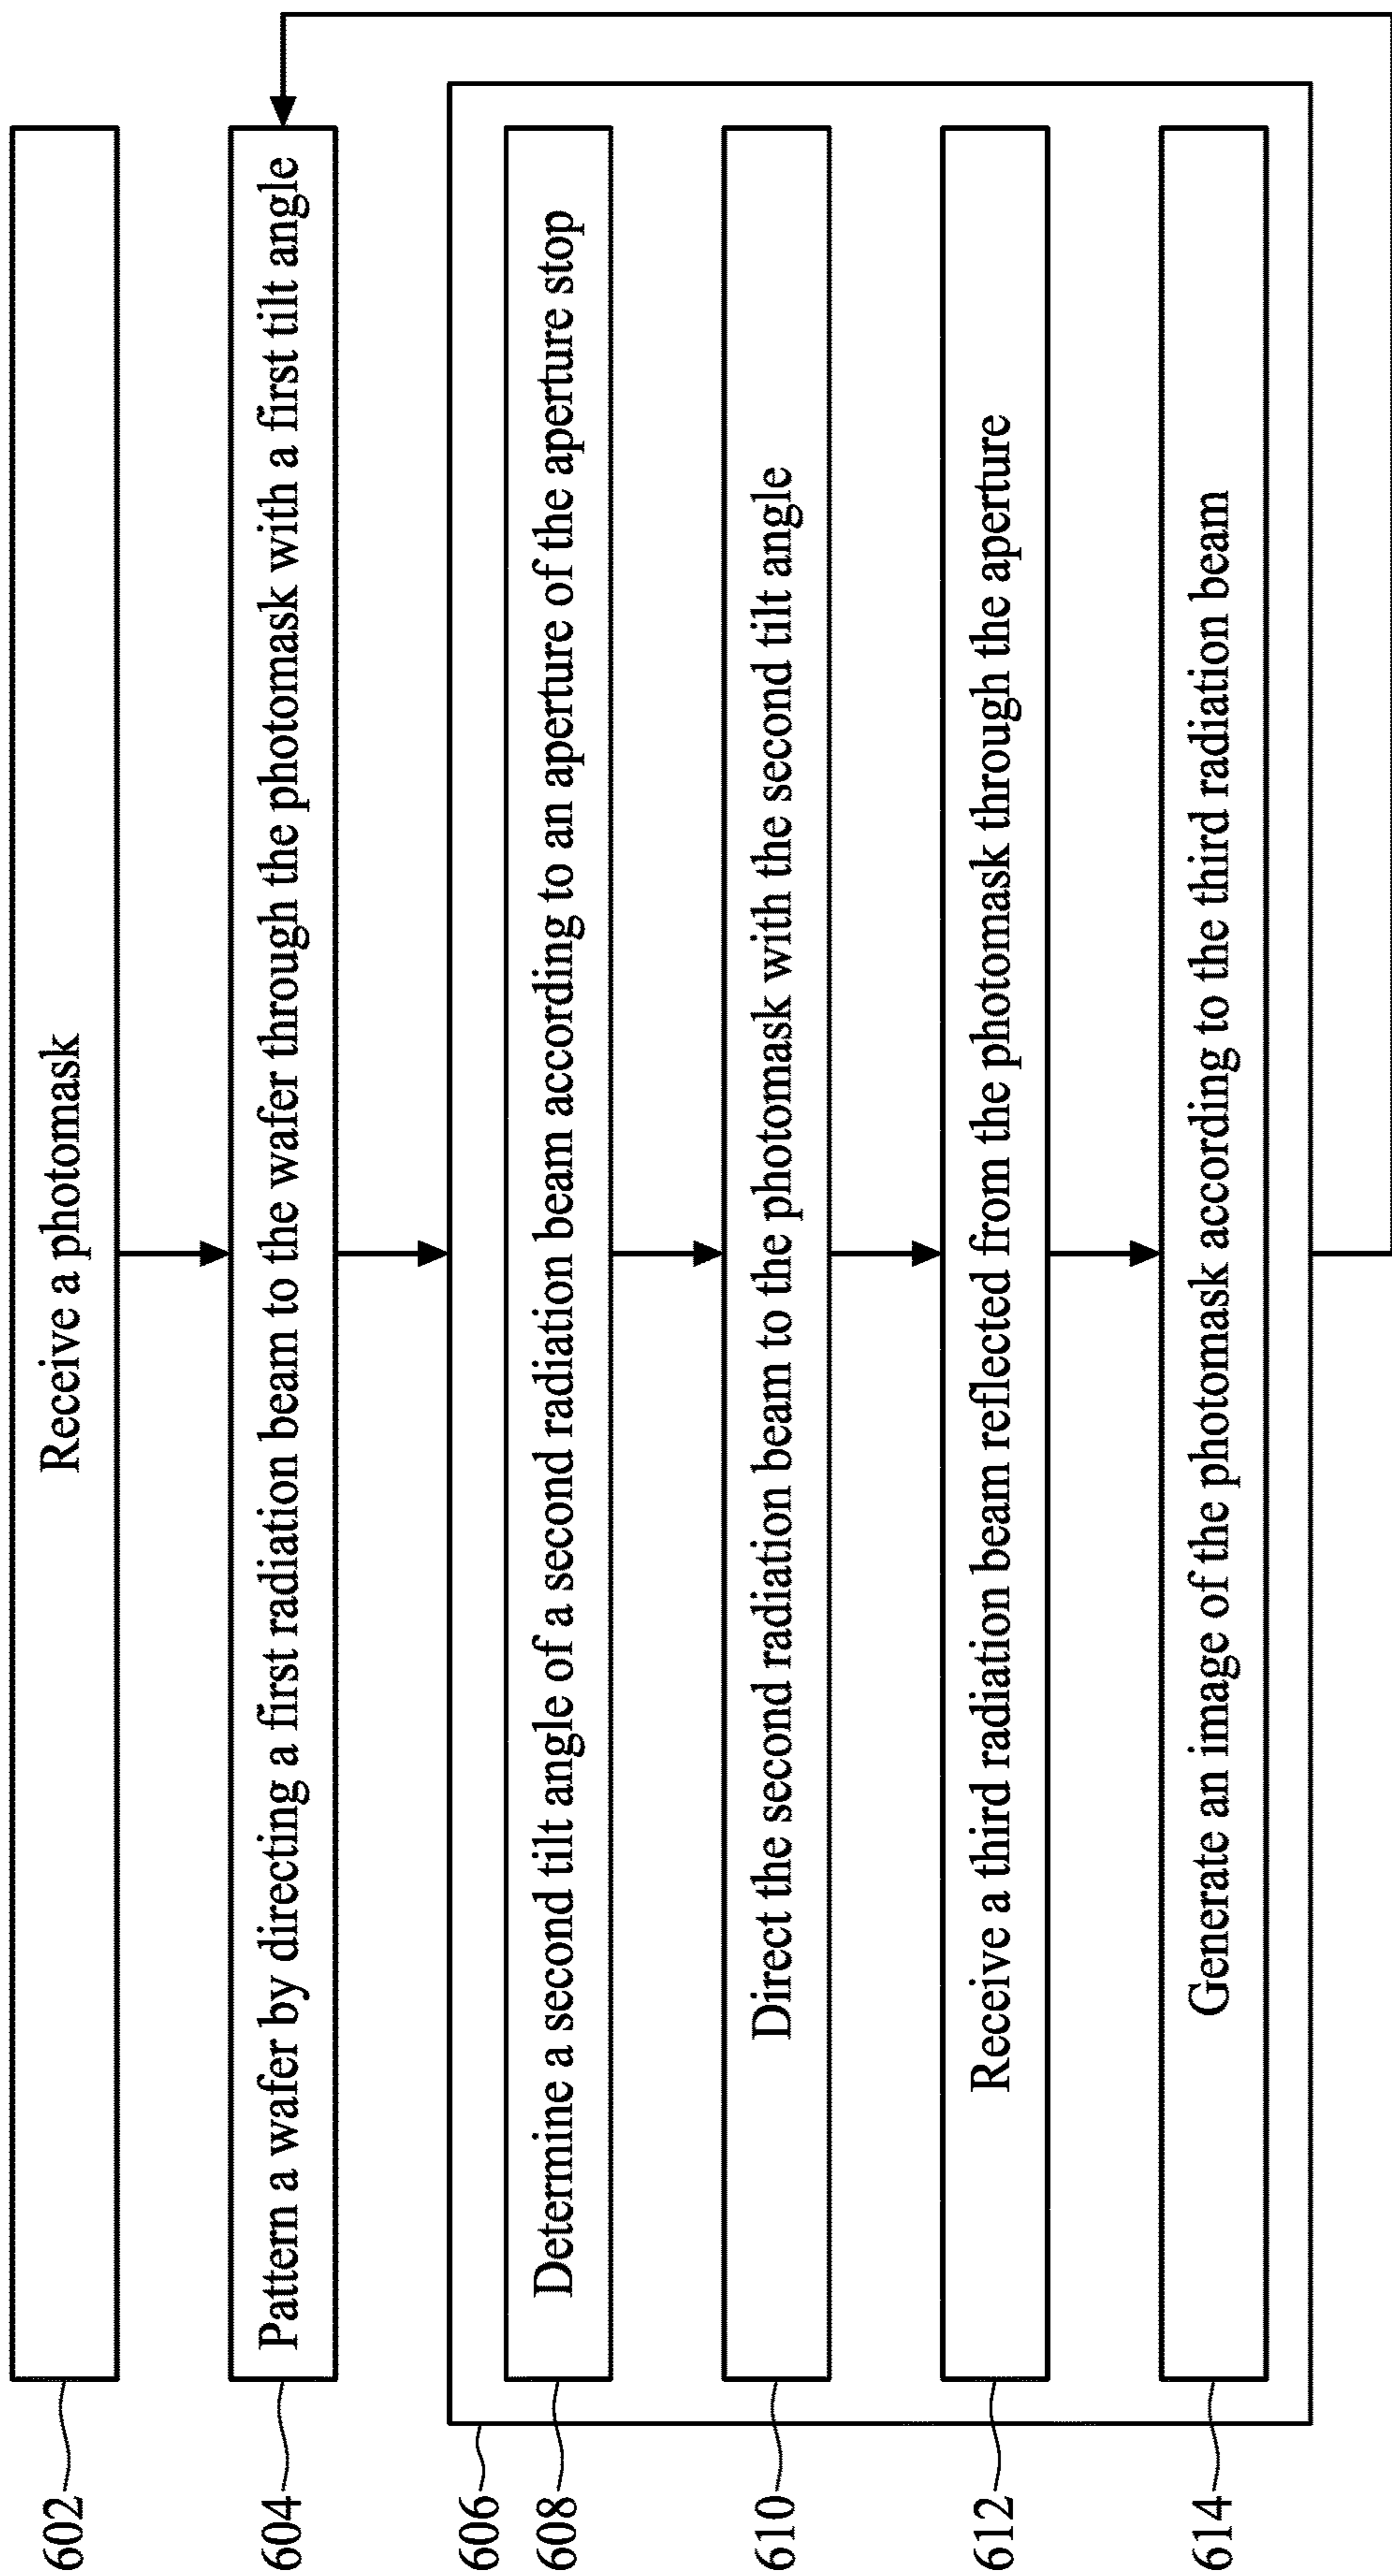 602
Receive a photomask
604
Pattern a wafer by directing a first radiation beam to the wafer through the photomask with a first tilt angle
606
608
Determine a second tilt angle of a second radiation beam according to an aperture of the aperture stop
610
Direct the second radiation beam to the photomask with the second tilt angle
612
Receive a third radiation beam reflected from the photomask through the aperture
614
Generate an image of the photomask according to the third radiation beam